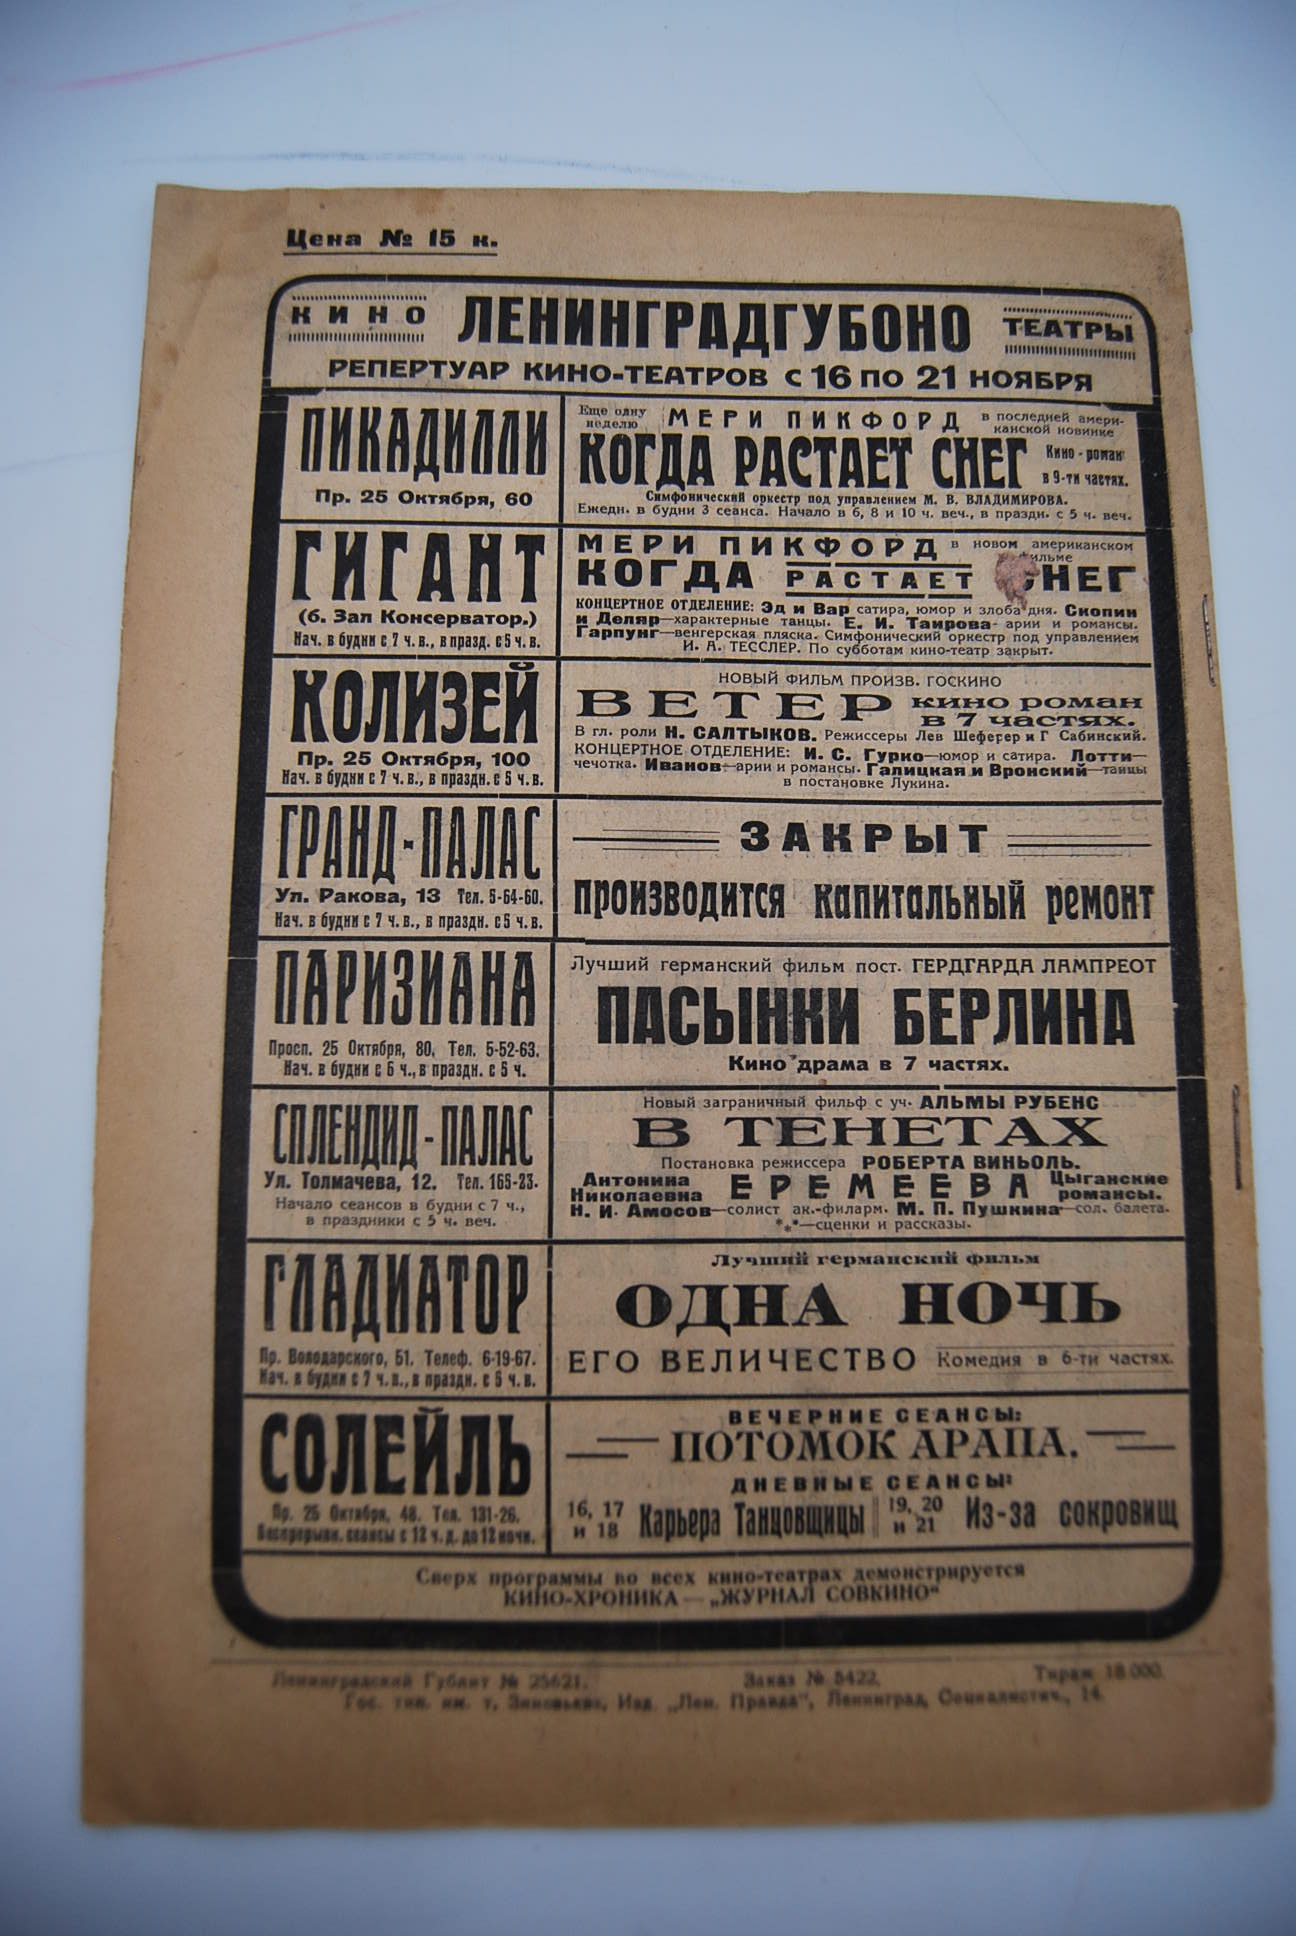 Цена № 15 к.
КИНО ЛЕНИНГРАДГУБОНО ТЕАТРЫ
РЕПЕРТУАР КИНО-ТЕАТРОВ С 16 ПО 21 НОЯБРЯ
ПИКАДИЛЛИ
Пр. 25 Октября, 60
Еще одну неделю МЕРИ ПИКФОРД в последней амери-
канской новинке
КОГДА РАСТАЕТ СНЕГ Кино-роман
в 9-ти частях.
Симфонический оркестр под управлением М. В. ВЛАДИМИРОВА.
Ежедн. в будни 3 сеанса. Начало в 6, 8 и 10 ч. веч., в праздн. с 5 ч. веч.
ГИГАНТ
(б. Зал Консерватор.)
Нач. в будни с 7 ч. в., в празд. с 5 ч. в.
МЕРИ ПИКФОРД в новом американском
фильме
КОГДА РАСТАЕТ СНЕГ
КОНЦЕРТНОЕ ОТДЕЛЕНИЕ: Эд и Вар сатира, юмор и злоба дня. Скопин
и Деляр—характерные танцы. Е. И. Таирова- арии и романсы.
Гарпунг—венгерская пляска. Симфонический оркестр под управлением
И. А. ТЕССЛЕР. По субботам кино-театр закрыт.
КОЛИЗЕЙ
Пр. 25 Октября, 100
Нач. в будни с 7 ч. в., в праздн. с 5 ч. в.
НОВЫЙ ФИЛЬМ ПРОИЗВ. ГОСКИНО
ВЕТЕР КИНО РОМАН
В 7 ЧАСТЯХ.
В гл. роли Н. САЛТЫКОВ. Режиссеры Лев Шеферер и Г Сабинский.
КОНЦЕРТНОЕ ОТДЕЛЕНИЕ: И. С. Гурко—юмор и сатира. Лотти—
чечотка. Иванов—арии и романсы. Галицкая и Вронский—танцы
в постановке Лукина.
ГРАНД-ПАЛАС
Ул. Ракова, 13 Тел. 5-64-60.
Нач. в будни с 7 ч. в., в праздн. с 5 ч. в.
ЗАКРЫТ
ПРОИЗВОДИТСЯ КАПИТАЛЬНЫЙ РЕМОНТ
ПАРИЗИАНА
Просп. 25 Октября, 80, Тел. 5-52-63.
Нач. в будни с 6 ч., в праздн. с 5 ч.
Лучший германский фильм пост. ГЕРДГАРДА ЛАМПРЕОТ
ПАСЫНКИ БЕРЛИНА
Кино драма в 7 частях.
СПЛЕНДИД-ПАЛАС
Ул. Толмачева, 12. Тел. 165-23.
Начало сеансов в будни с 7 ч.,
в праздники с 5 ч. веч.
Новый заграничный фильф с уч. АЛЬМЫ РУБЕНС
В ТЕНЕТАХ
Постановка режиссера РОБЕРТА ВИНЬОЛЬ.
Антонина
Николаевна ЕРЕМЕЕВА Цыганские
романсы.
Н. И. Амосов—солист ак.-филарм. М. П. Пушкина—сол. балета.
***—сценки и рассказы.
ГЛАДИАТОР
Пр. Володарского, 51. Телеф. 6-19-67.
Нач. в будни с 7 ч. в., в праздн. с 5 ч. в.
Лучший германский фильм
ОДНА НОЧЬ
ЕГО ВЕЛИЧЕСТВО Комедия в 6-ти частях.
СОЛЕЙЛЬ
Пр. 25 Октября, 48. Тел. 131-26.
Беспрерывн. сеансы с 12 ч. д. до 12 ночи.
ВЕЧЕРНИЕ СЕАНСЫ:
ПОТОМОК АРАПА.
ДНЕВНЫЕ СЕАНСЫ:
16, 17
и 18 Карьера Танцовщицы 19, 20
и 21 Из-за сокровищ
Сверх программы во всех кино-театрах демонстрируется
КИНО-ХРОНИКА—„ЖУРНАЛ СОВКИНО"
Ленинградский Гублит № 25621. Заказ № 5422. Тираж 18.000.
Гос. тип. им. т. Зиновьева, Изд. „Лен. Правда", Ленинград, Социалистич., 14.